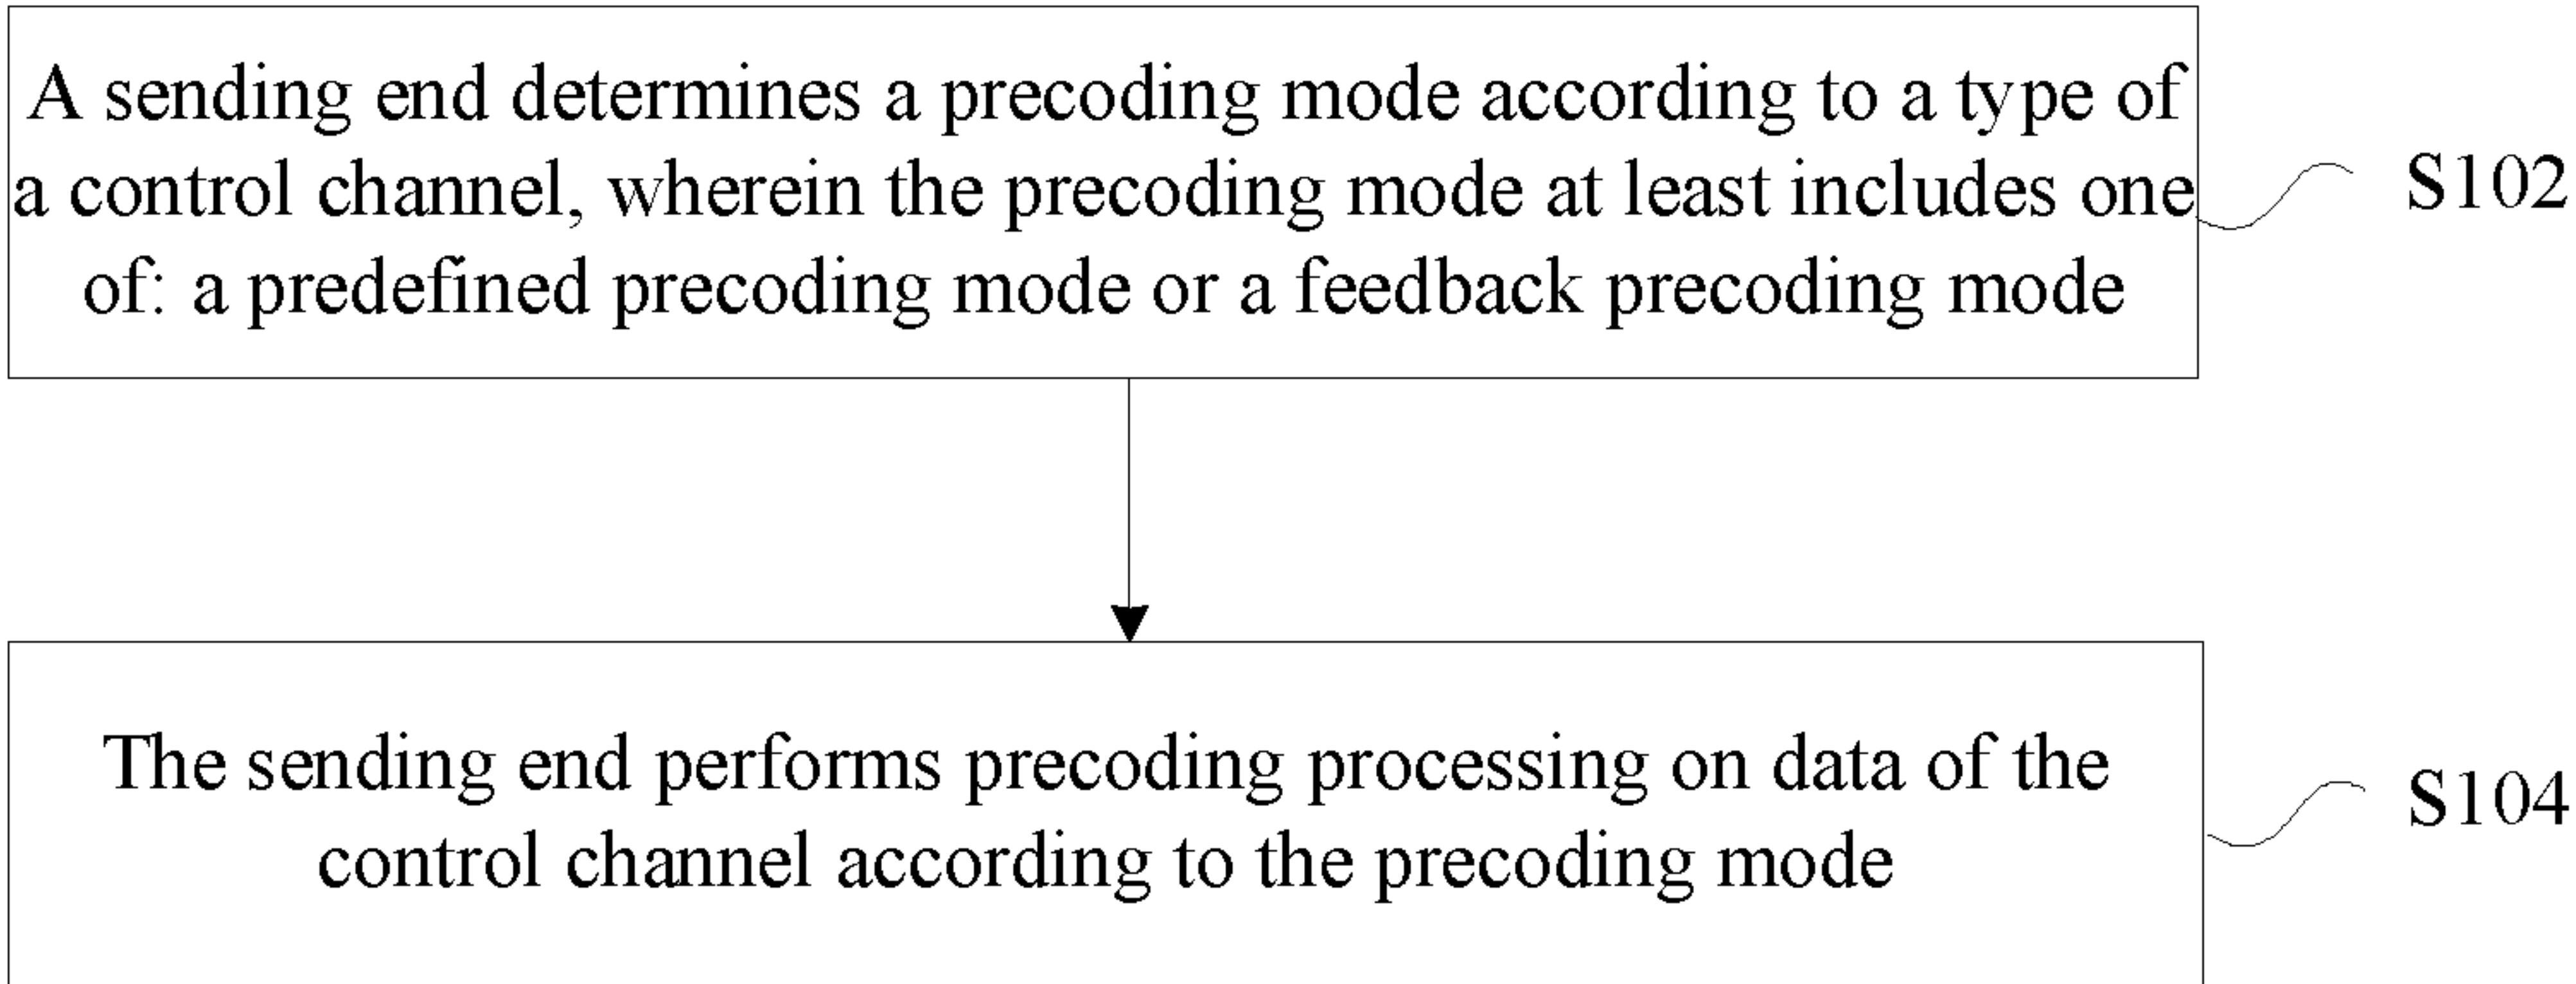 A sending end determines a precoding mode according to a type of
a control channel, wherein the precoding mode at least includes one
of: a predefined precoding mode or a feedback precoding mode
S102
The sending end performs precoding processing on data of the
control channel according to the precoding mode
S104